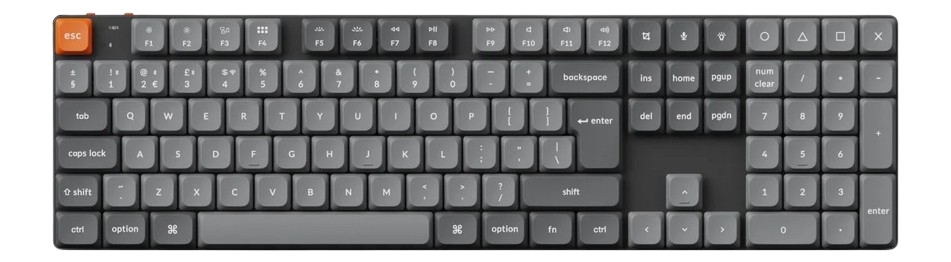 esc F1 F2 F3 F4 F5 F6 F7 F8 F9 F10 F11 F12
± § ! 1 @ 2 € £ 3 $ 4 % 5 ^ 6 & 7 * 8 ( 9 ) 0 — - + = backspace ins home pgup num clear / * -
tab Q W E R T Y U I O P { [ } ] enter del end pgdn 7 8 9 +
caps lock A S D F G H J K L : ; " ' | \ 4 5 6
shift Z X C V B N M < , > . ? / shift 1 2 3 enter
ctrl option ⌘ ⌘ option fn ctrl 0 .